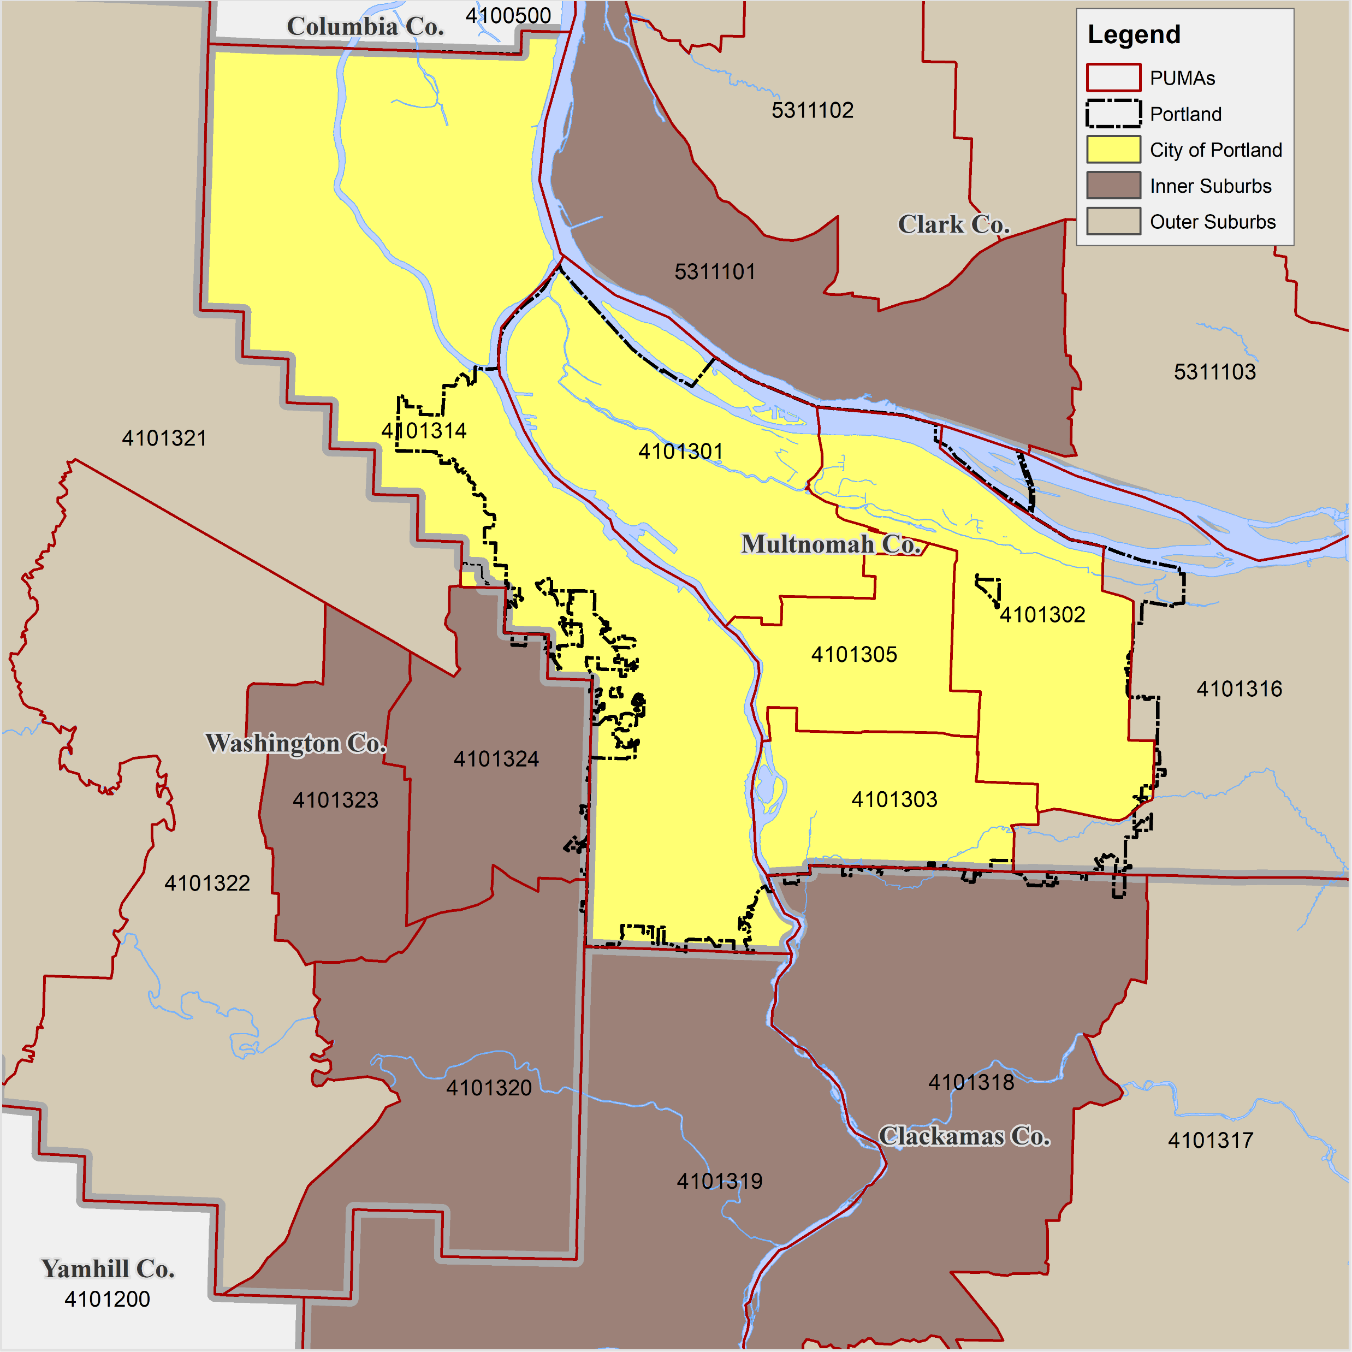 Columbia Co.
4100500
Legend
PUMAs
Portland
City of Portland
Inner Suburbs
Outer Suburbs
5311102
Clark Co.
5311101
5311103
4101321
4101314
4101301
Multnomah Co.
4101302
4101305
4101316
Washington Co.
4101324
4101323
4101303
4101322
4101320
4101318
Clackamas Co.
4101317
4101319
Yamhill Co.
4101200